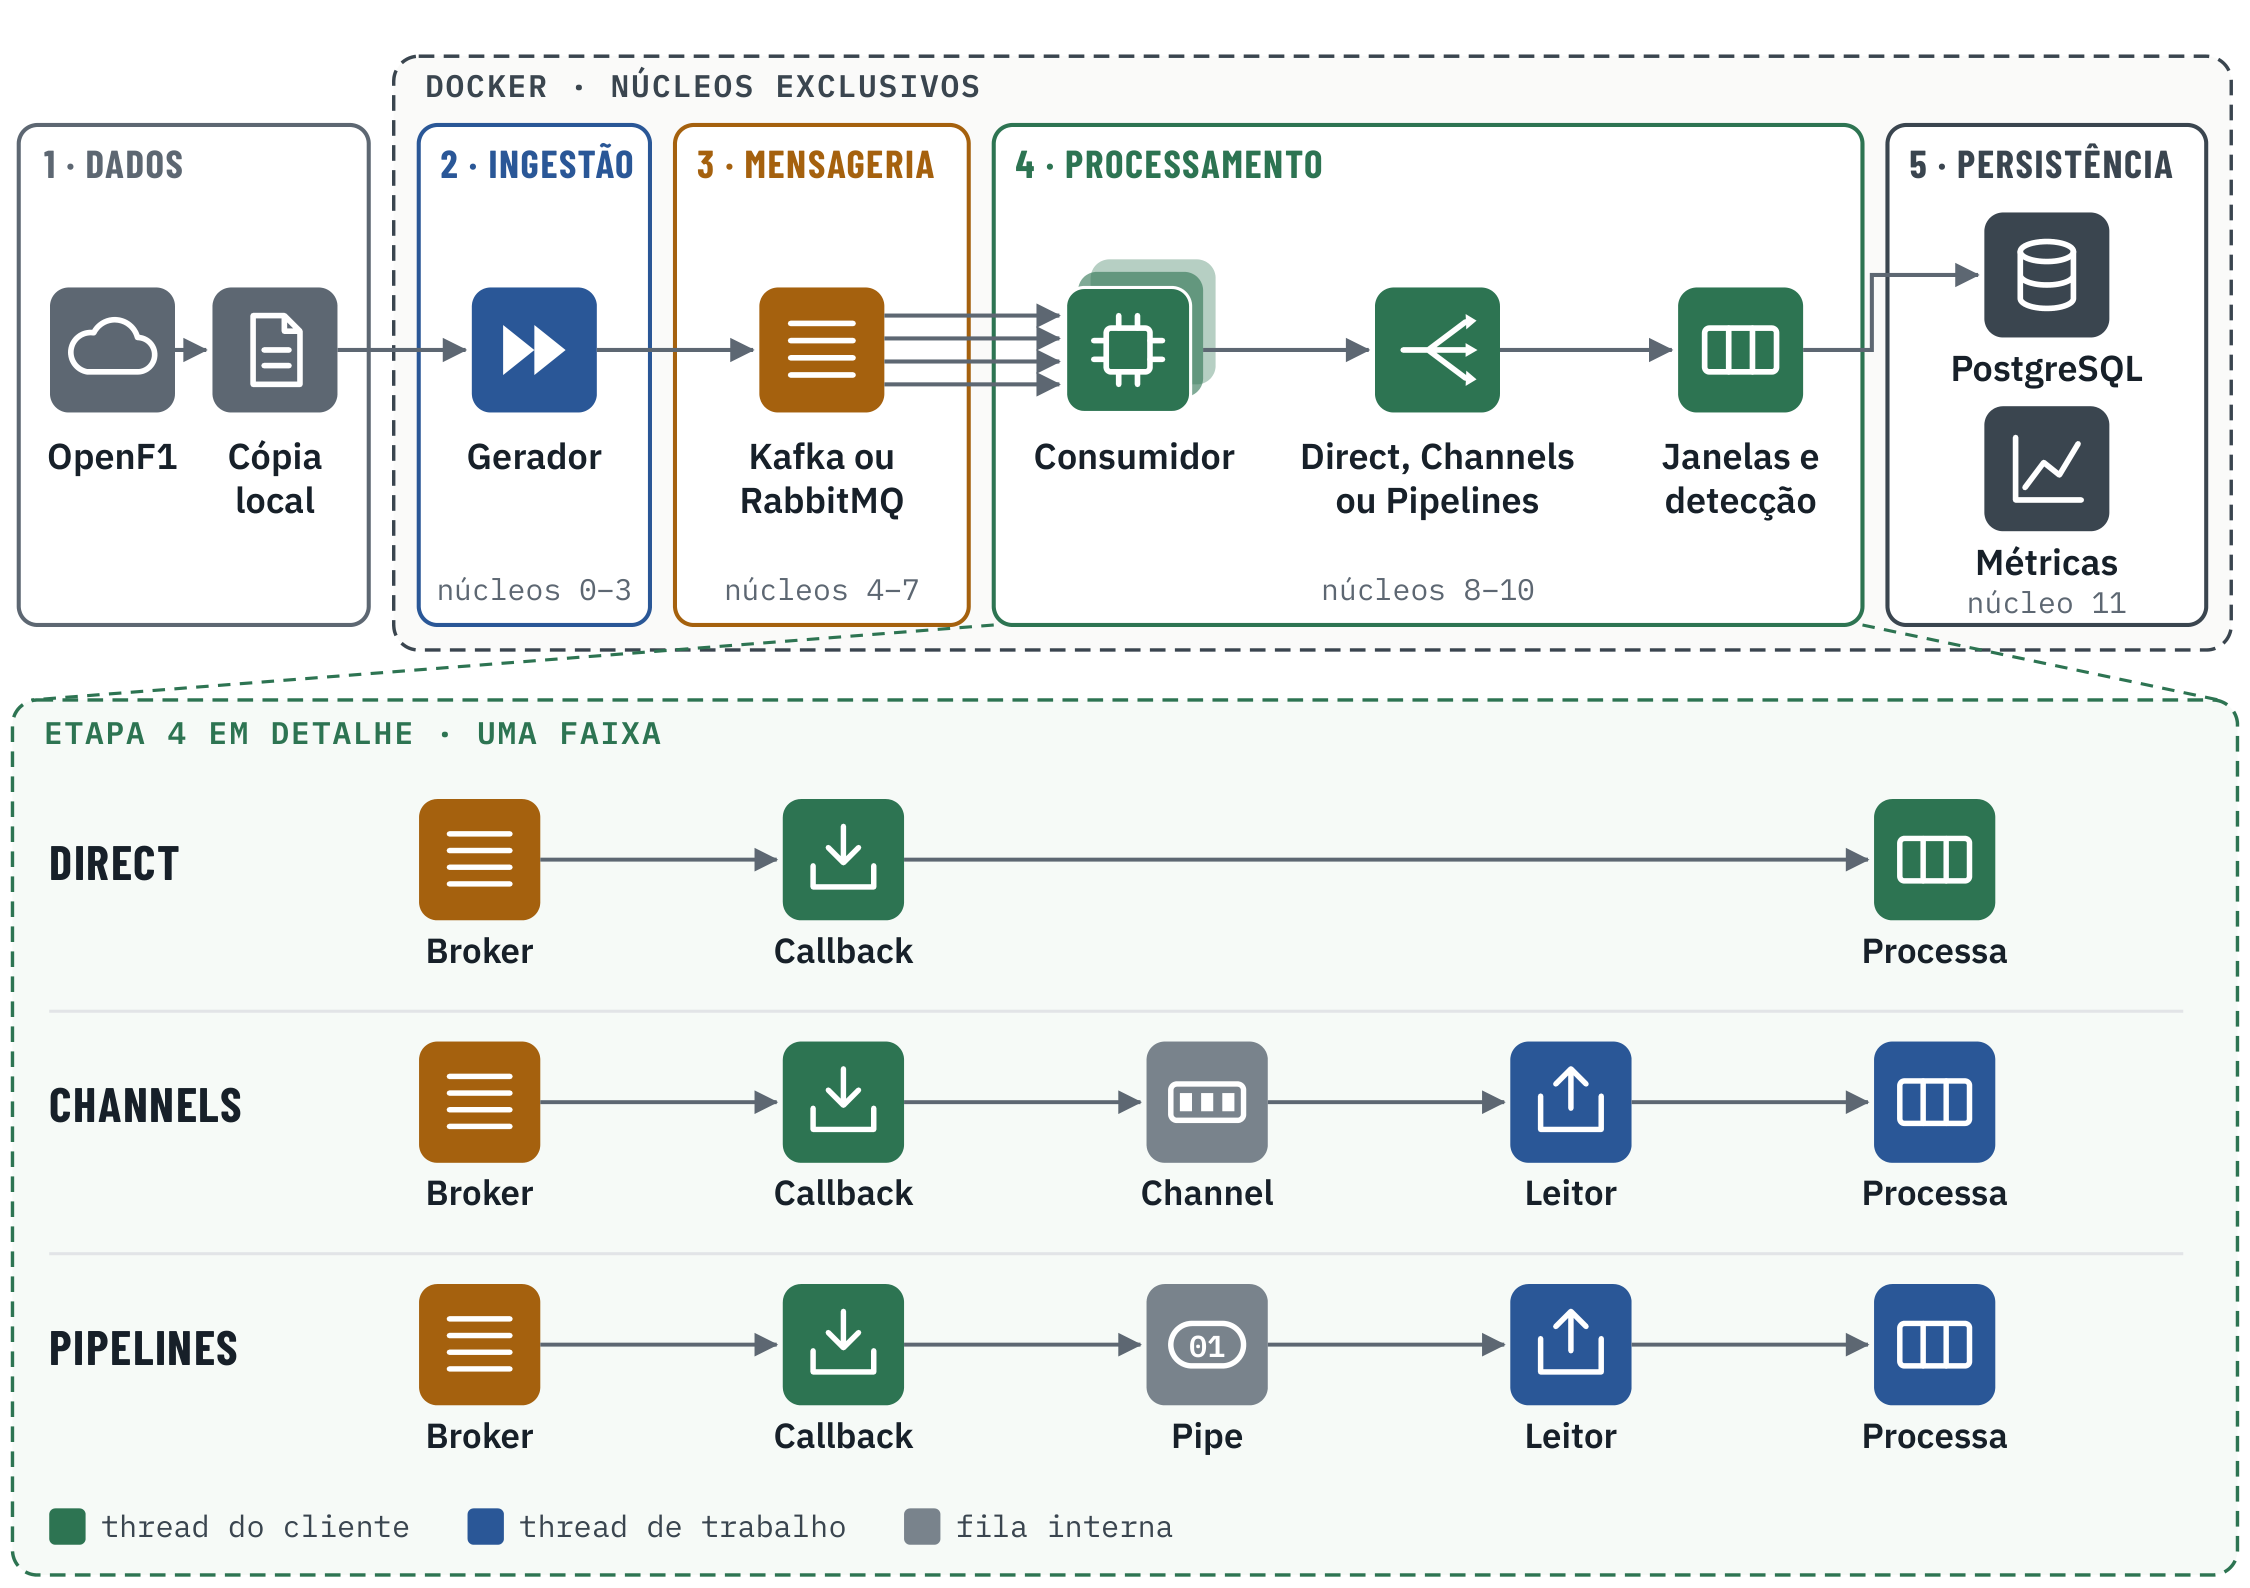 DOCKER · NÚCLEOS EXCLUSIVOS
1 · DADOS
OpenF1
Cópia
local
2 · INGESTÃO
Gerador
núcleos 0–3
3 · MENSAGERIA
Kafka ou
RabbitMQ
núcleos 4–7
4 · PROCESSAMENTO
Consumidor
Direct, Channels
ou Pipelines
Janelas e
detecção
núcleos 8–10
5 · PERSISTÊNCIA
PostgreSQL
Métricas
núcleo 11
ETAPA 4 EM DETALHE · UMA FAIXA
DIRECT
Broker
Callback
Processa
CHANNELS
Broker
Callback
Channel
Leitor
Processa
PIPELINES
01
Broker
Callback
Pipe
Leitor
Processa
thread do cliente
thread de trabalho
fila interna